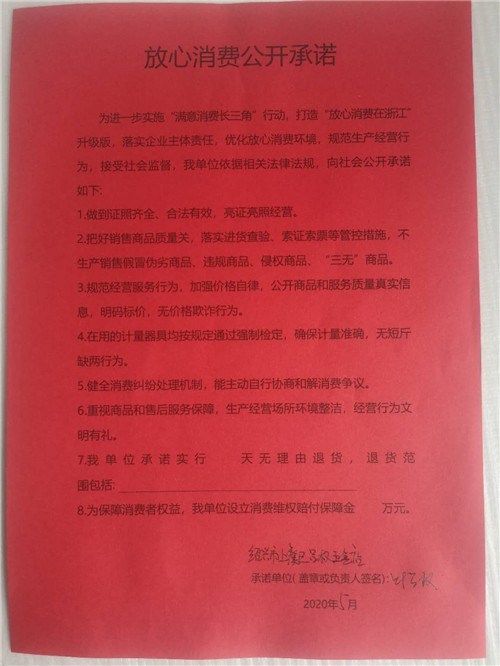 放心消费公开承诺
为进一步实施“满意消费长三角”行动，打造“放心消费在浙江”
升级版，落实企业主体责任，优化放心消费环境，规范生产经营行
为，接受社会监督，我单位依据相关法律法规，向社会公开承诺
如下:
1.做到证照齐全、合法有效，亮证亮照经营。
2.把好销售商品质量关，落实进货查验、索证索票等管控措施，不
生产销售假冒伪劣商品、违规商品、侵权商品、“三无”商品。
3.规范经营服务行为，加强价格自律，公开商品和服务质量真实信
息，明码标价，无价格欺诈行为。
4.在用的计量器具均按规定通过强制检定，确保计量准确，无短斤
缺两行为。
5.健全消费纠纷处理机制，能主动自行协商和解消费争议。
6.重视商品和售后服务保障，生产经营场所环境整洁，经营行为文
明有礼。
7.我单位承诺实行 天无理由退货，退货范
围包括:
8.为保障消费者权益，我单位设立消费维权赔付保障金 万元。
绍兴市上虞
承诺单位(盖章或负责人签名):
2020年5月